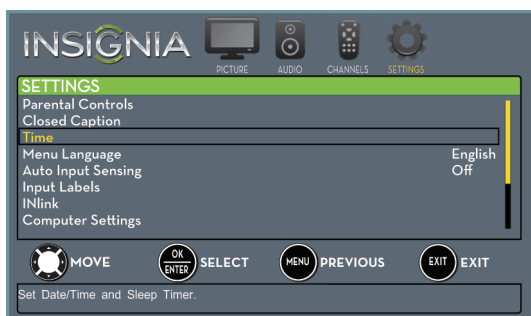 INSIGNIA
PICTURE AUDIO CHANNELS SETTINGS
SETTINGS
Parental Controls
Closed Caption
Time
Menu Language English
Auto Input Sensing Off
Input Labels
INlink
Computer Settings
MOVE OK ENTER SELECT MENU PREVIOUS EXIT EXIT
Set Date/Time and Sleep Timer.